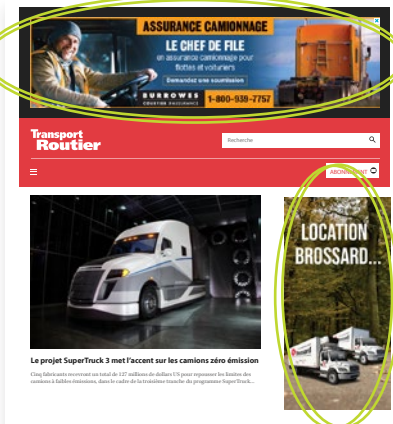 ASSURANCE CAMIONNAGE
LE CHEF DE FILE
en assurance camionnage pour
flottes et voituriers
Demandez une soumission
BURROWES
COURTIER D'ASSURANCE
1-800-939-7757
Transport
Routier
Recherche
ABONNEMENT
LOCATION
BROSSARD...
Le projet SuperTruck 3 met l'accent sur les camions zéro émission
Cinq fabricants recevront un total de 127 millions de dollars US pour repousser les limites des
camions à faibles émissions, dans le cadre de la troisième tranche du programme SuperTruck...